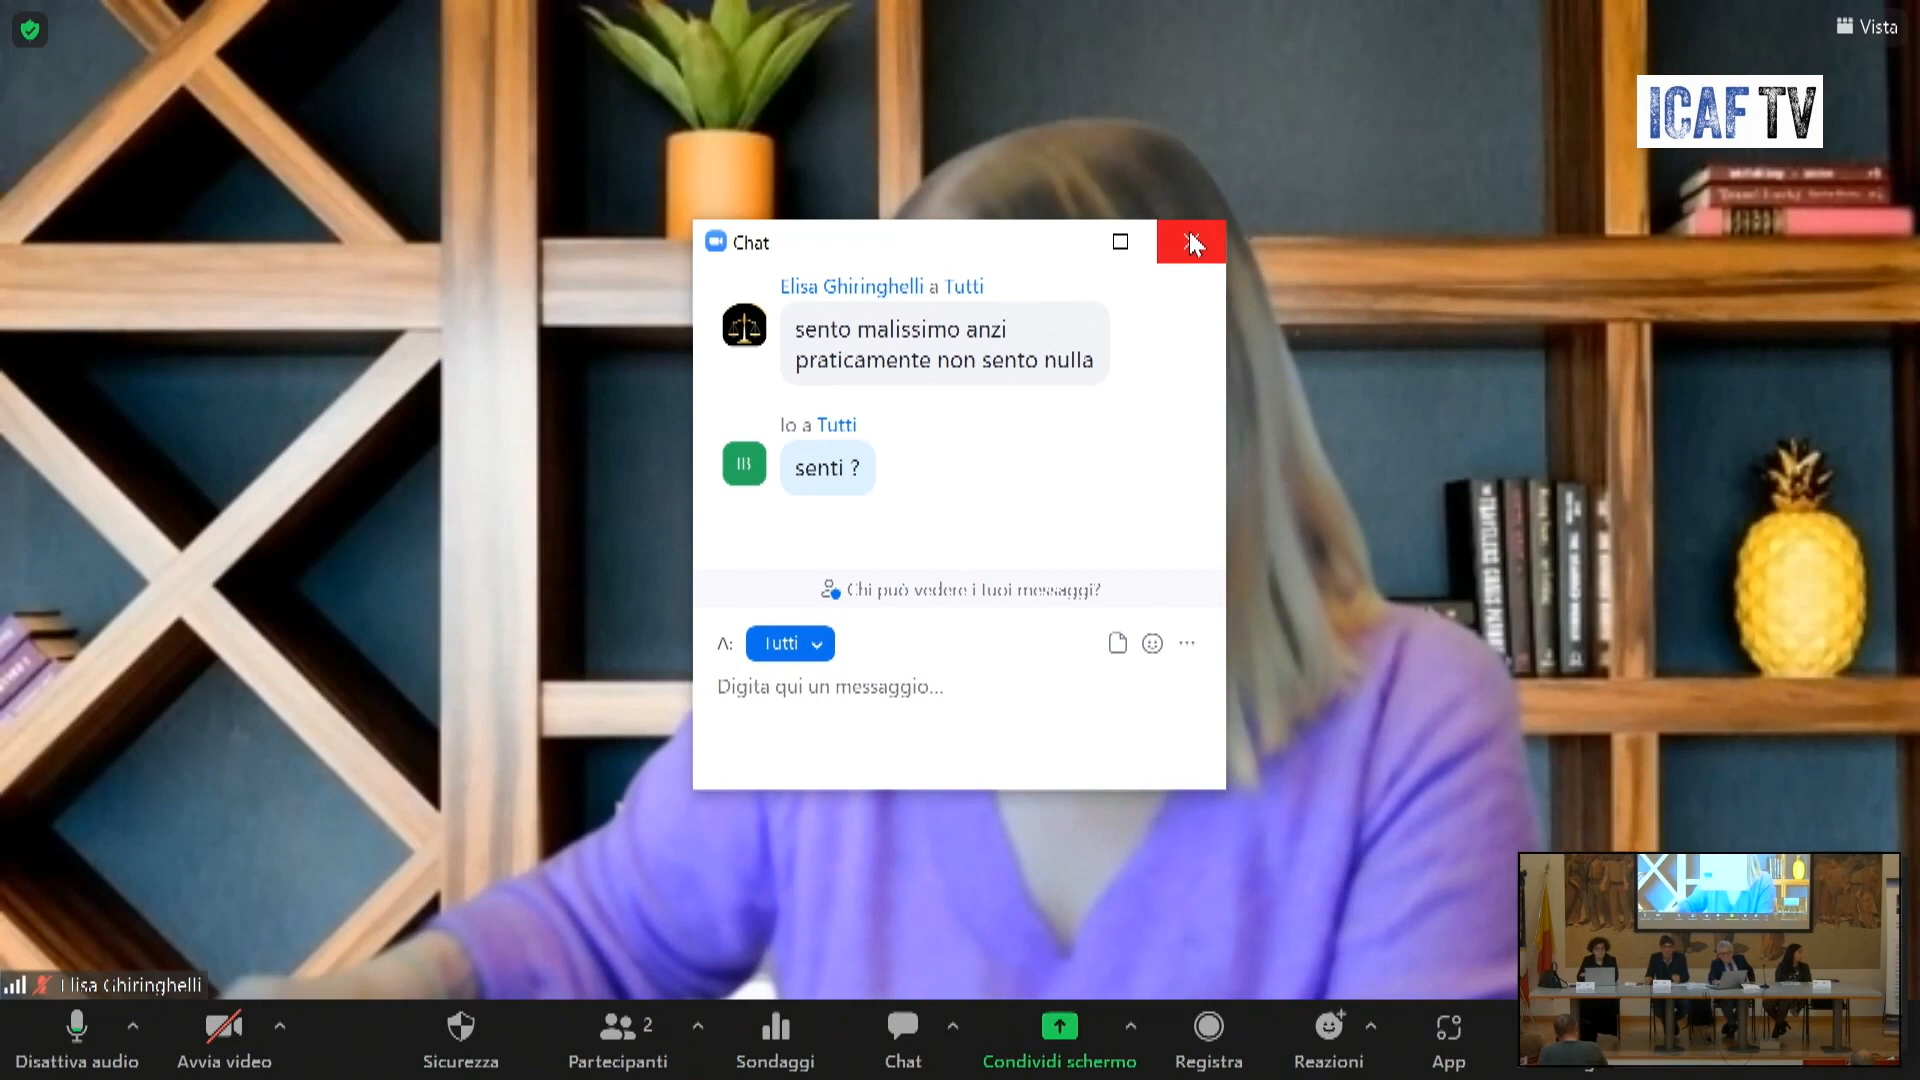 Vista
ICAF TV
Chat
Elisa Ghiringhelli a Tutti
sento malissimo anzi
praticamente non sento nulla
Io a Tutti
senti ?
Chi può vedere i tuoi messaggi?
A: Tutti
Digita qui un messaggio...
Elisa Ghiringhelli
2
Disattiva audio
Avvia video
Sicurezza
Partecipanti
Sondaggi
Chat
Condividi schermo
Registra
Reazioni
App